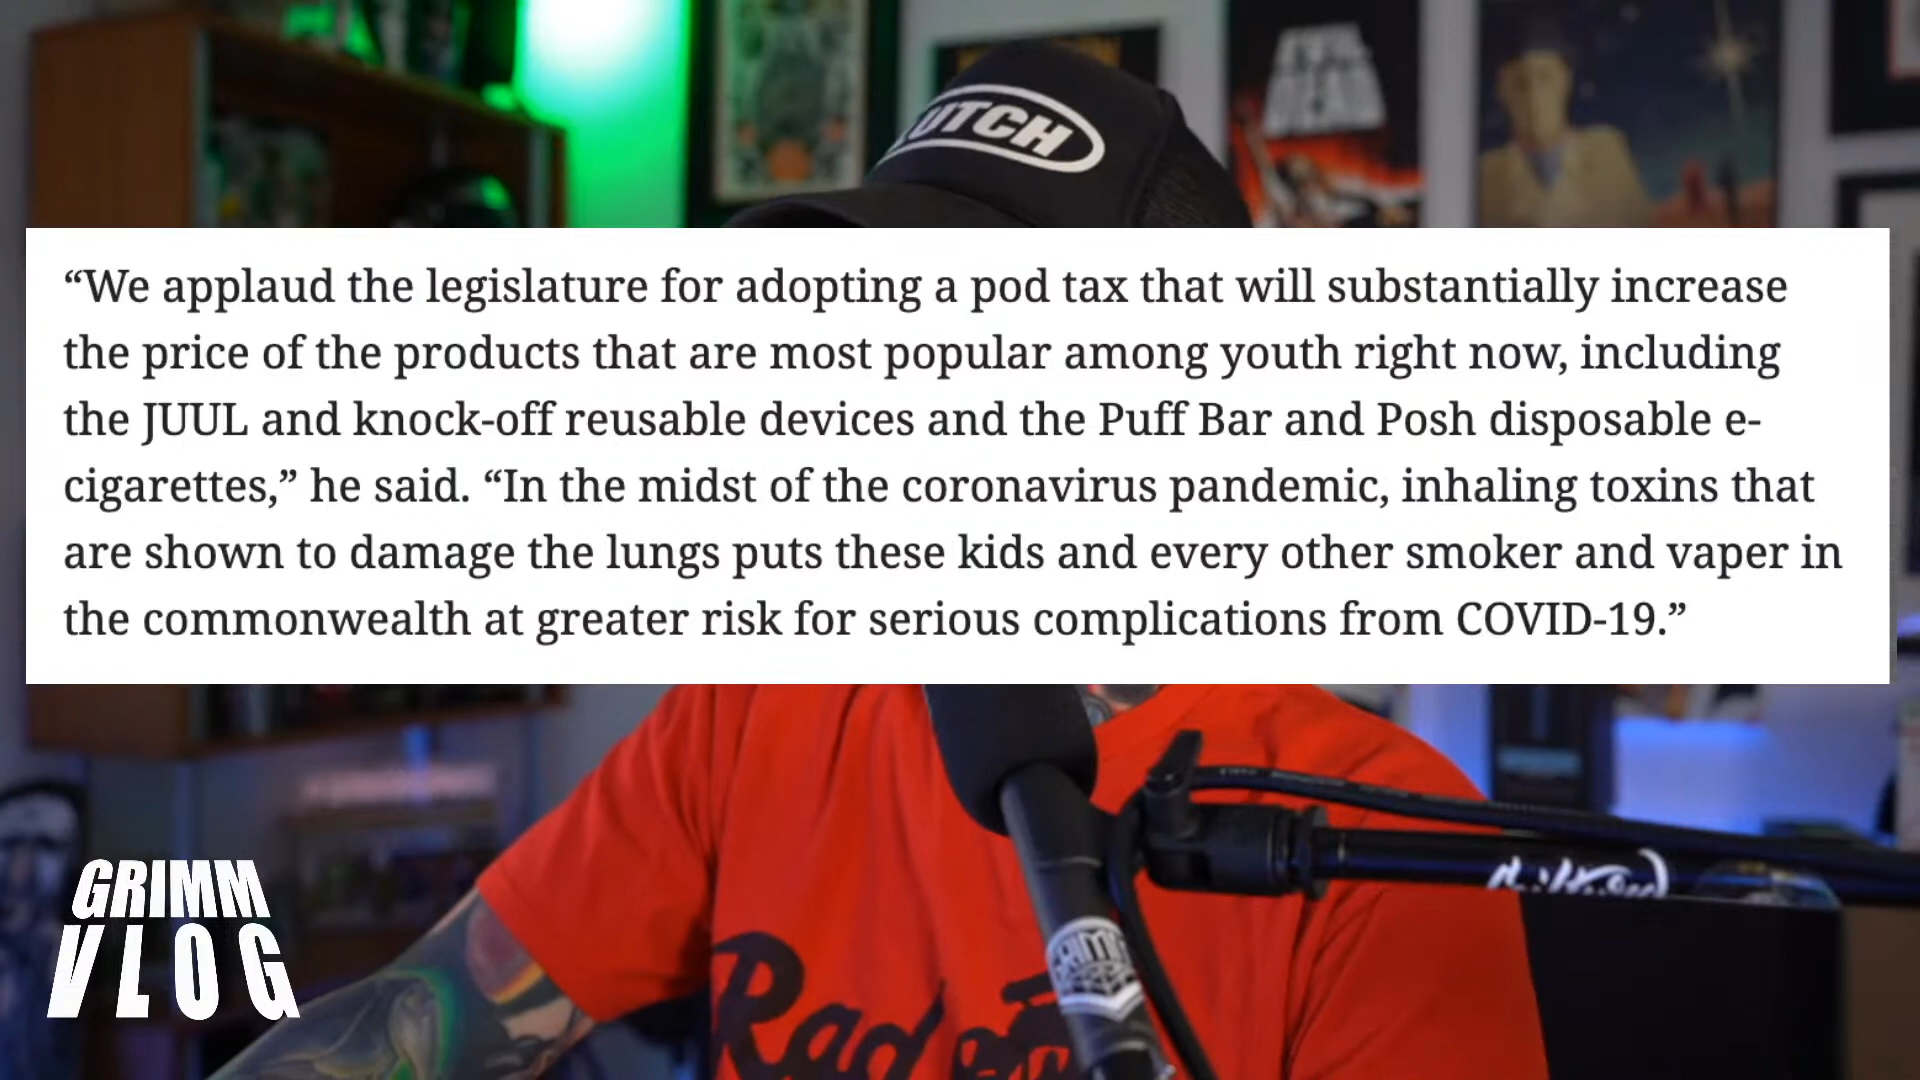 UTCH
EVIL
DEAD
“We applaud the legislature for adopting a pod tax that will substantially increase
the price of the products that are most popular among youth right now, including
the JUUL and knock-off reusable devices and the Puff Bar and Posh disposable e-
cigarettes,” he said. “In the midst of the coronavirus pandemic, inhaling toxins that
are shown to damage the lungs puts these kids and every other smoker and vaper in
the commonwealth at greater risk for serious complications from COVID-19.”
GRIMM
VLOG